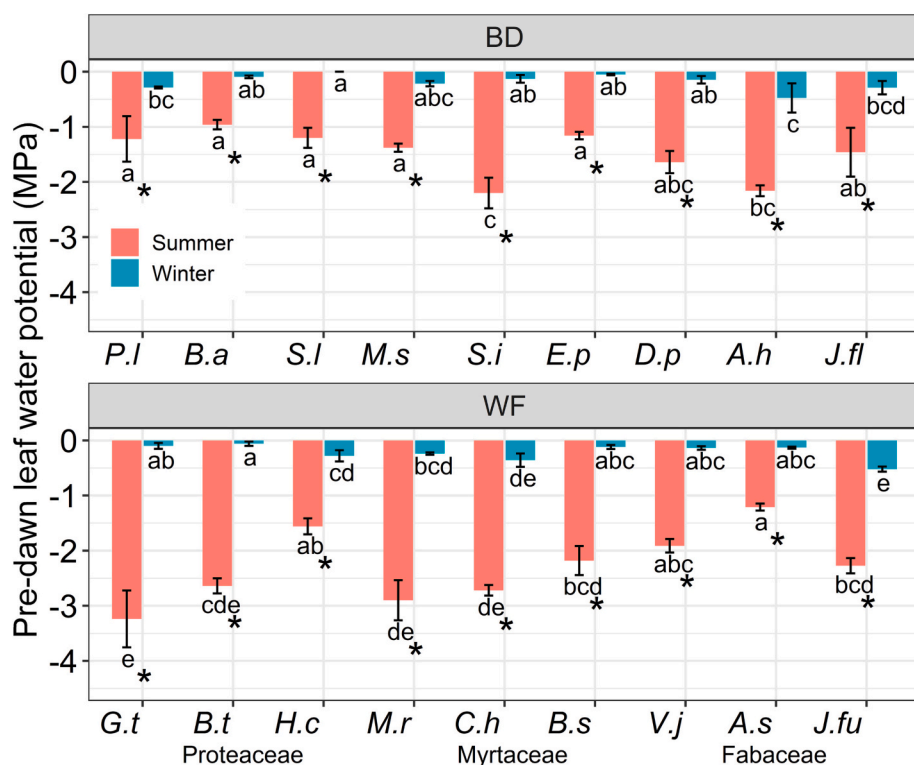 Pre-dawn leaf water potential (MPa)
BD
0
-1
-2
-3
-4
bc ab a abc ab ab ab c bcd
a a a a c a abc bc ab
* * * * * * * * *
Summer
Winter
P.l B.a S.l M.s S.i E.p D.p A.h J.fl
WF
0
-1
-2
-3
-4
ab a cd bcd de abc abc abc e
e cde ab de de bcd abc a bcd
* * * * * * * * *
G.t B.t H.c M.r C.h B.s V.j A.s J.fu
Proteaceae Myrtaceae Fabaceae